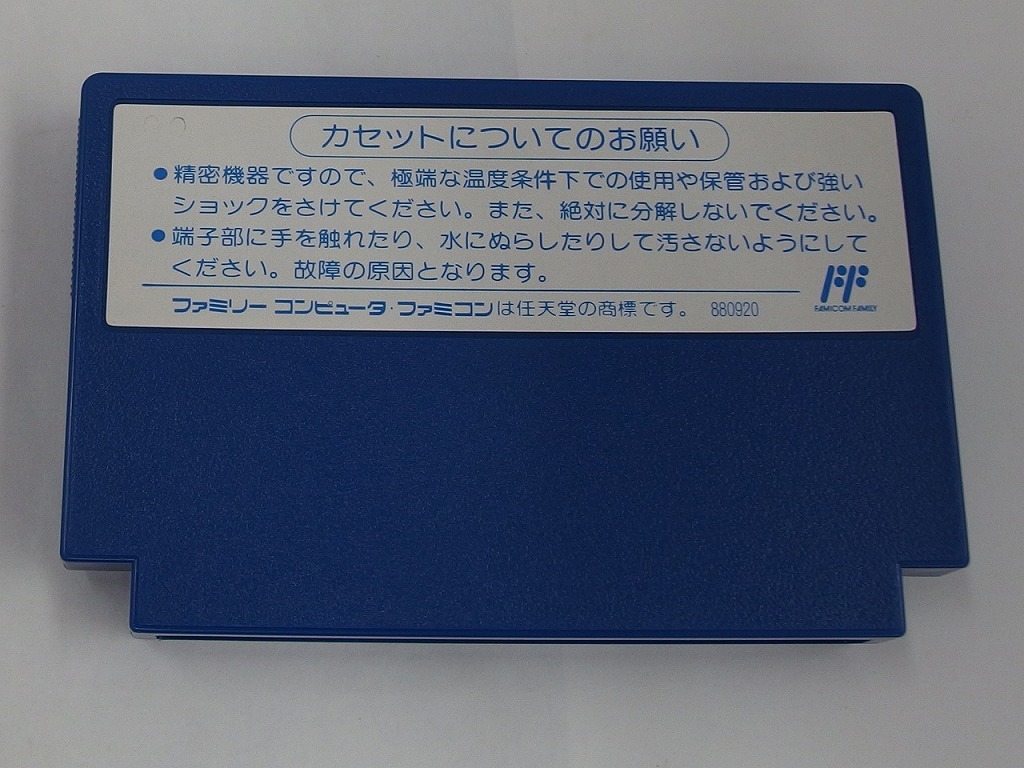 カセットについてのお願い
●精密機器ですので、極端な温度条件下での使用や保管および強い
ショックをさけてください。また、絶対に分解しないでください。
●端子部に手を触れたり、水にぬらしたりして汚さないようにして
ください。故障の原因となります。
ファミリー コンピュータ・ファミコンは任天堂の商標です。 880920
FAMICOM FAMILY